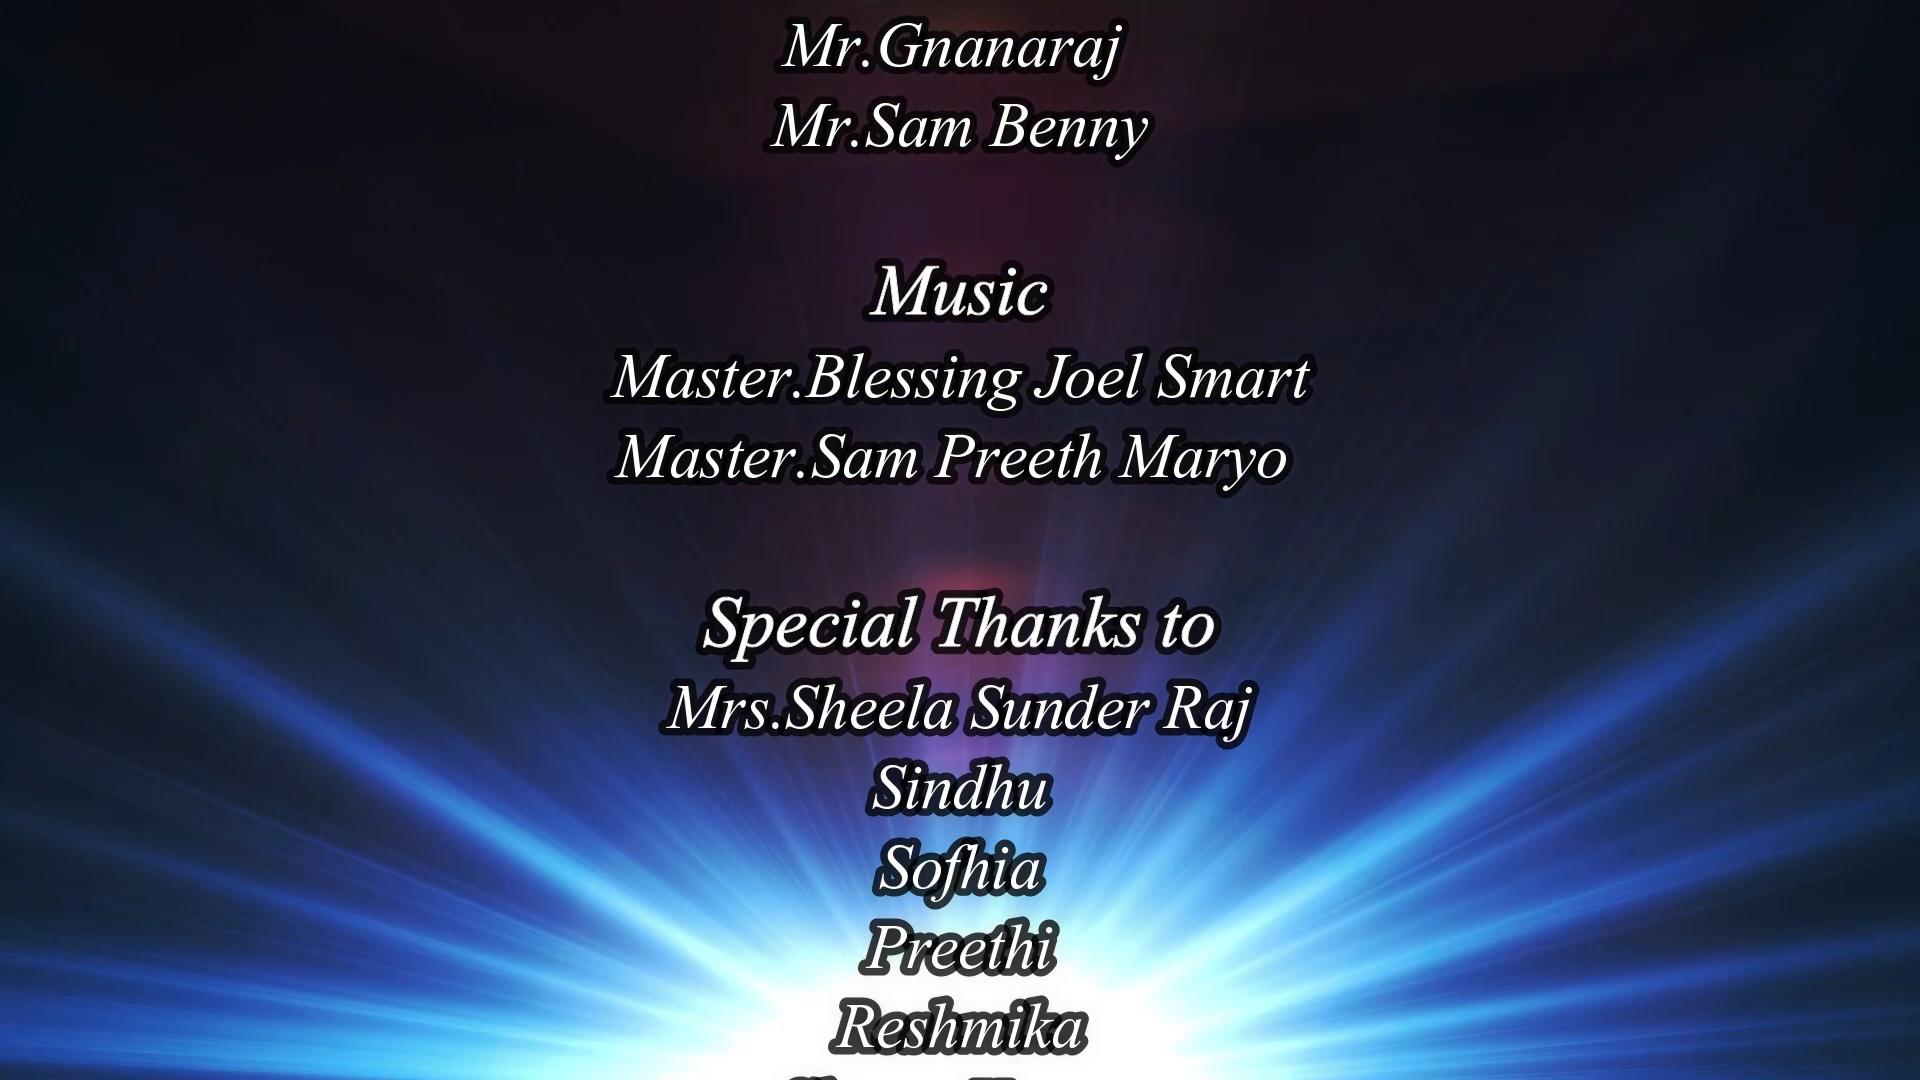 Mr.Gnanaraj
Mr.Sam Benny
Music
Master.Blessing Joel Smart
Master.Sam Preeth Maryo
Special Thanks to
Mrs.Sheela Sunder Raj
Sindhu
Sofhia
Preethi
Reshmika